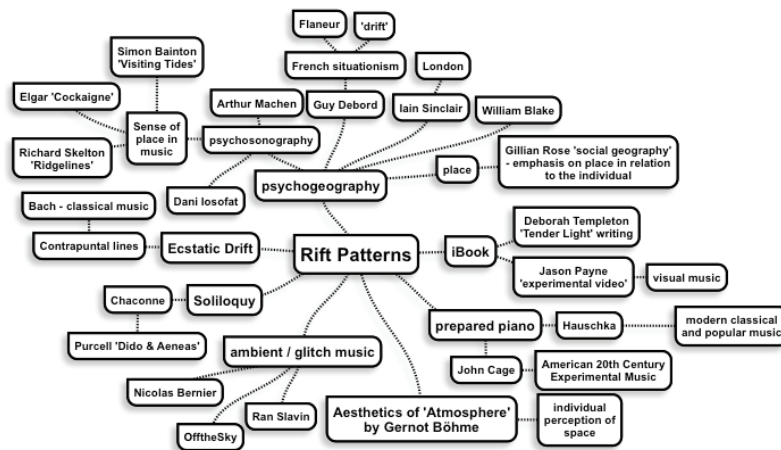 Flaneur
'drift'
Simon Bainton
'Visiting Tides'
French situationism
London
Elgar 'Cockaigne'
Arthur Machen
Guy Debord
Iain Sinclair
William Blake
Sense of
place in
music
psychosonography
Richard Skelton
'Ridgelines'
place
Gillian Rose 'social geography'
- emphasis on place in relation
to the individual
psychogeography
Dani Iosofat
Bach - classical music
Deborah Templeton
'Tender Light' writing
Contrapuntal lines
Ecstatic Drift
Rift Patterns
iBook
Jason Payne
'experimental video'
visual music
Chaconne
Soliloquy
prepared piano
Hauschka
modern classical
and popular music
Purcell 'Dido & Aeneas'
ambient / glitch music
John Cage
American 20th Century
Experimental Music
Nicolas Bernier
Ran Slavin
OfftheSky
Aesthetics of 'Atmosphere'
by Gernot Böhme
individual
perception of
space